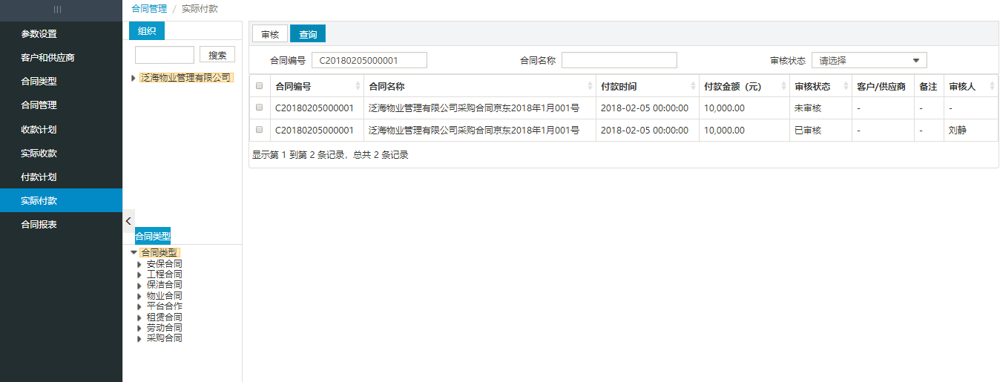 合同管理 / 实际付款
参数设置
客户和供应商
合同类型
合同管理
收款计划
实际收款
付款计划
实际付款
合同报表
组织
搜索
泛海物业管理有限公司
合同类型
合同类型
安保合同
工程合同
保洁合同
物业合同
平台合作
租赁合同
劳动合同
采购合同
审核 查询
合同编号 C20180205000001 合同名称 审核状态 请选择
合同编号 合同名称 付款时间 付款金额（元） 审核状态 客户/供应商 备注 审核人
C20180205000001 泛海物业管理有限公司采购合同京东2018年1月001号 2018-02-05 00:00:00 10,000.00 未审核 - - -
C20180205000001 泛海物业管理有限公司采购合同京东2018年1月001号 2018-02-05 00:00:00 10,000.00 已审核 - - 刘静
显示第 1 到第 2 条记录，总共 2 条记录